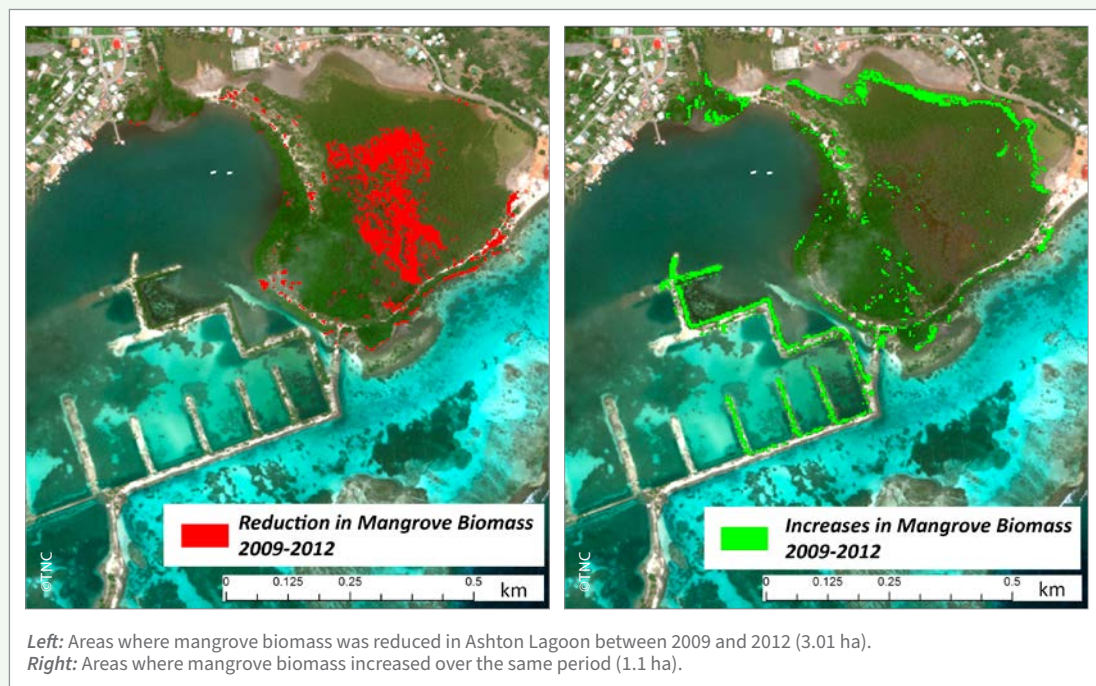 ©TNC
Reduction in Mangrove Biomass
2009-2012
0 0.125 0.25 0.5
km
©TNC
Increases in Mangrove Biomass
2009-2012
0 0.125 0.25 0.5
km
Left: Areas where mangrove biomass was reduced in Ashton Lagoon between 2009 and 2012 (3.01 ha).
Right: Areas where mangrove biomass increased over the same period (1.1 ha).